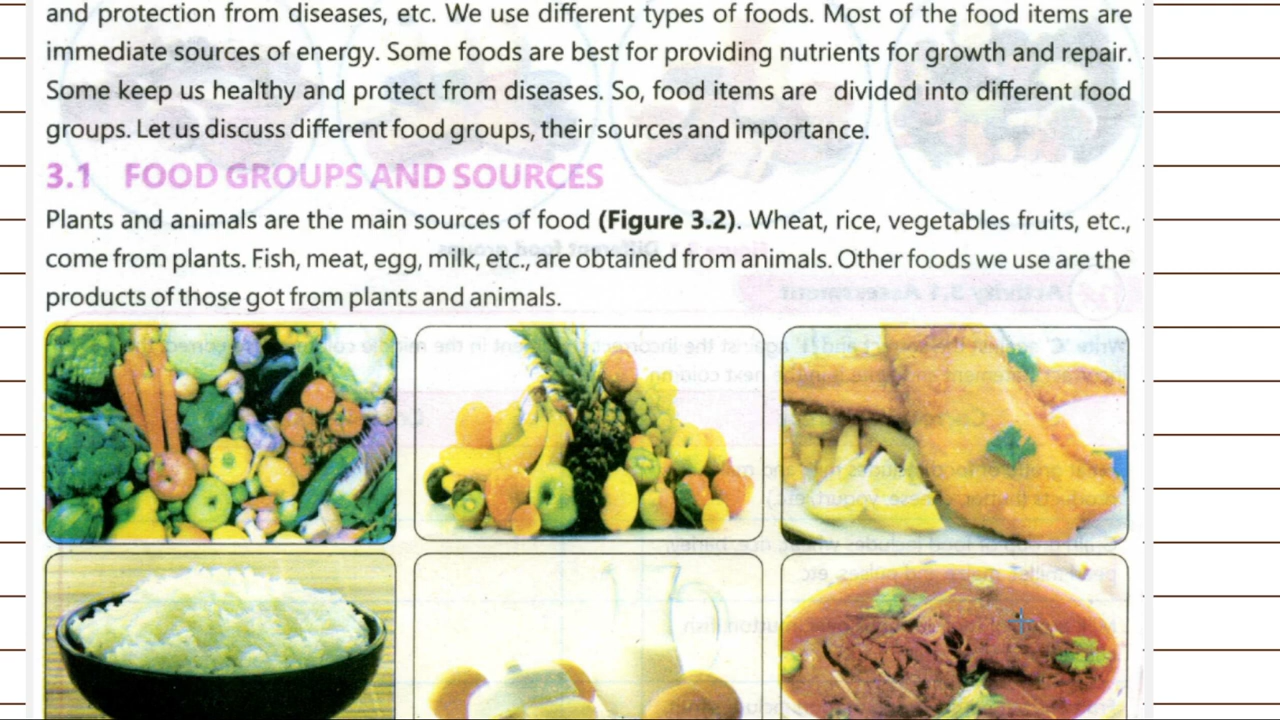 and protection from diseases, etc. We use different types of foods. Most of the food items are
immediate sources of energy. Some foods are best for providing nutrients for growth and repair.
Some keep us healthy and protect from diseases. So, food items are divided into different food
groups. Let us discuss different food groups, their sources and importance.
3.1 FOOD GROUPS AND SOURCES
Plants and animals are the main sources of food (Figure 3.2). Wheat, rice, vegetables fruits, etc.,
come from plants. Fish, meat, egg, milk, etc., are obtained from animals. Other foods we use are the
products of those got from plants and animals.